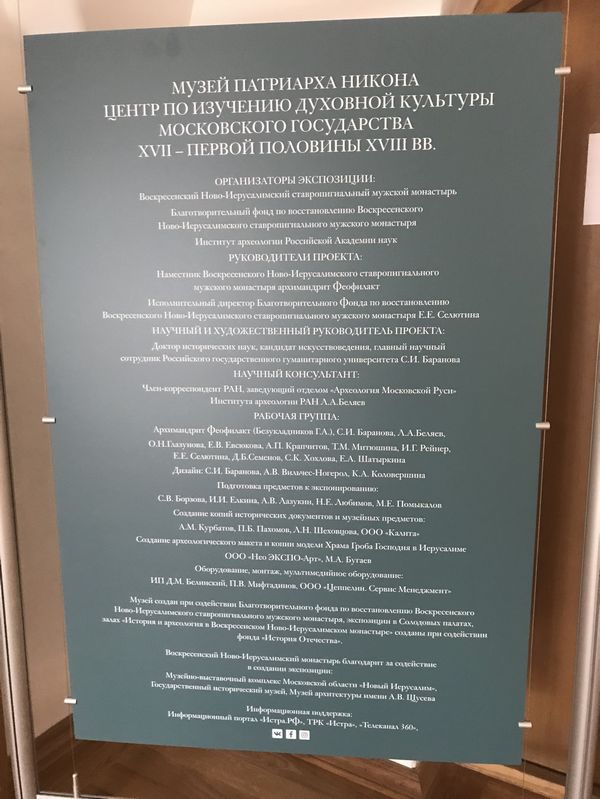 МУЗЕЙ ПАТРИАРХА НИКОНА
ЦЕНТР ПО ИЗУЧЕНИЮ ДУХОВНОЙ КУЛЬТУРЫ
МОСКОВСКОГО ГОСУДАРСТВА
XVII – ПЕРВОЙ ПОЛОВИНЫ XVIII ВВ.
ОРГАНИЗАТОРЫ ЭКСПОЗИЦИИ:
Воскресенский Ново-Иерусалимский ставропигиальный мужской монастырь
Благотворительный фонд по восстановлению Воскресенского
Ново-Иерусалимского ставропигиального мужского монастыря
Институт археологии Российской Академии наук
РУКОВОДИТЕЛИ ПРОЕКТА:
Наместник Воскресенского Ново-Иерусалимского ставропигиального
мужского монастыря архимандрит Феофилакт
Исполнительный директор Благотворительного Фонда по восстановлению
Воскресенского Ново-Иерусалимского ставропигиального мужского монастыря Е.Е. Селютина
НАУЧНЫЙ И ХУДОЖЕСТВЕННЫЙ РУКОВОДИТЕЛЬ ПРОЕКТА:
Доктор исторических наук, кандидат искусствоведения, главный научный
сотрудник Российского государственного гуманитарного университета С.И. Баранова
НАУЧНЫЙ КОНСУЛЬТАНТ:
Член-корреспондент РАН, заведующий отделом «Археология Московской Руси»
Института археологии РАН Л.А.Беляев
РАБОЧАЯ ГРУППА:
Архимандрит Феофилакт (Безукладников Г.А.), С.И. Баранова, Л.А.Беляев,
О.Н.Глазунова, Е.В. Евсюкова, А.П. Крапчитов, Т.М. Митюшина, И.Г. Рейнер,
Е.Е. Селютина, Д.Б.Семенов, С.К. Хохлова, Е.А. Шатыркина
Дизайн: С.И. Баранова, А.В. Вильчес-Ногерол, К.А. Коловершина
Подготовка предметов к экспонированию:
С.В. Борзова, И.И. Елкина, А.В. Лазукин, Н.Е. Любимов, М.Е. Помыкалов
Создание копий исторических документов и музейных предметов:
А.М. Курбатов, П.Б. Пахомов, Л.Н. Шеховцова, ООО «Калита»
Создание археологического макета и копии модели Храма Гроба Господня в Иерусалиме
ООО «Нео ЭКСПО-Арт», М.А. Бугаев
Оборудование, монтаж, мультимедийное оборудование:
ИП Д.М. Белинский, П.В. Мифтадинов, ООО «Цеппелин. Сервис Менеджмент»
Музей создан при содействии Благотворительного фонда по восстановлению Воскресенского
Ново-Иерусалимского ставропигиального мужского монастыря, экспозиции в Солодовых палатах,
залах «История и археология в Воскресенском Ново-Иерусалимском монастыре» созданы при содействии
фонда «История Отечества».
Воскресенский Ново-Иерусалимский монастырь благодарит за содействие
в создании экспозиции:
Музейно-выставочный комплекс Московской области «Новый Иерусалим»,
Государственный исторический музей, Музей архитектуры имени А.В. Щусева
Информационная поддержка:
Информационный портал «Истра.РФ», ТРК «Истра», «Телеканал 360»,